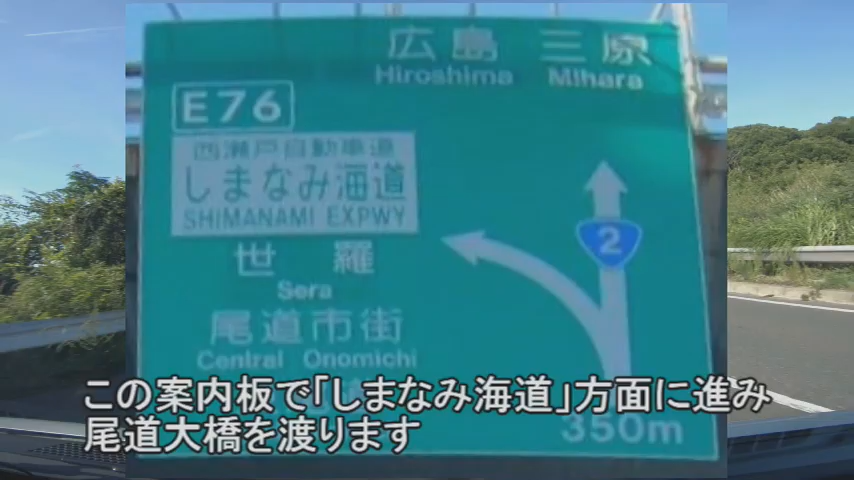 広島 三原
Hiroshima Mihara
E76
西瀬戸自動車道
しまなみ海道
SHIMANAMI EXPWY
2
世羅
Sera
尾道市街
Central Onomichi
350m
この案内板で「しまなみ海道」方面に進み
尾道大橋を渡ります